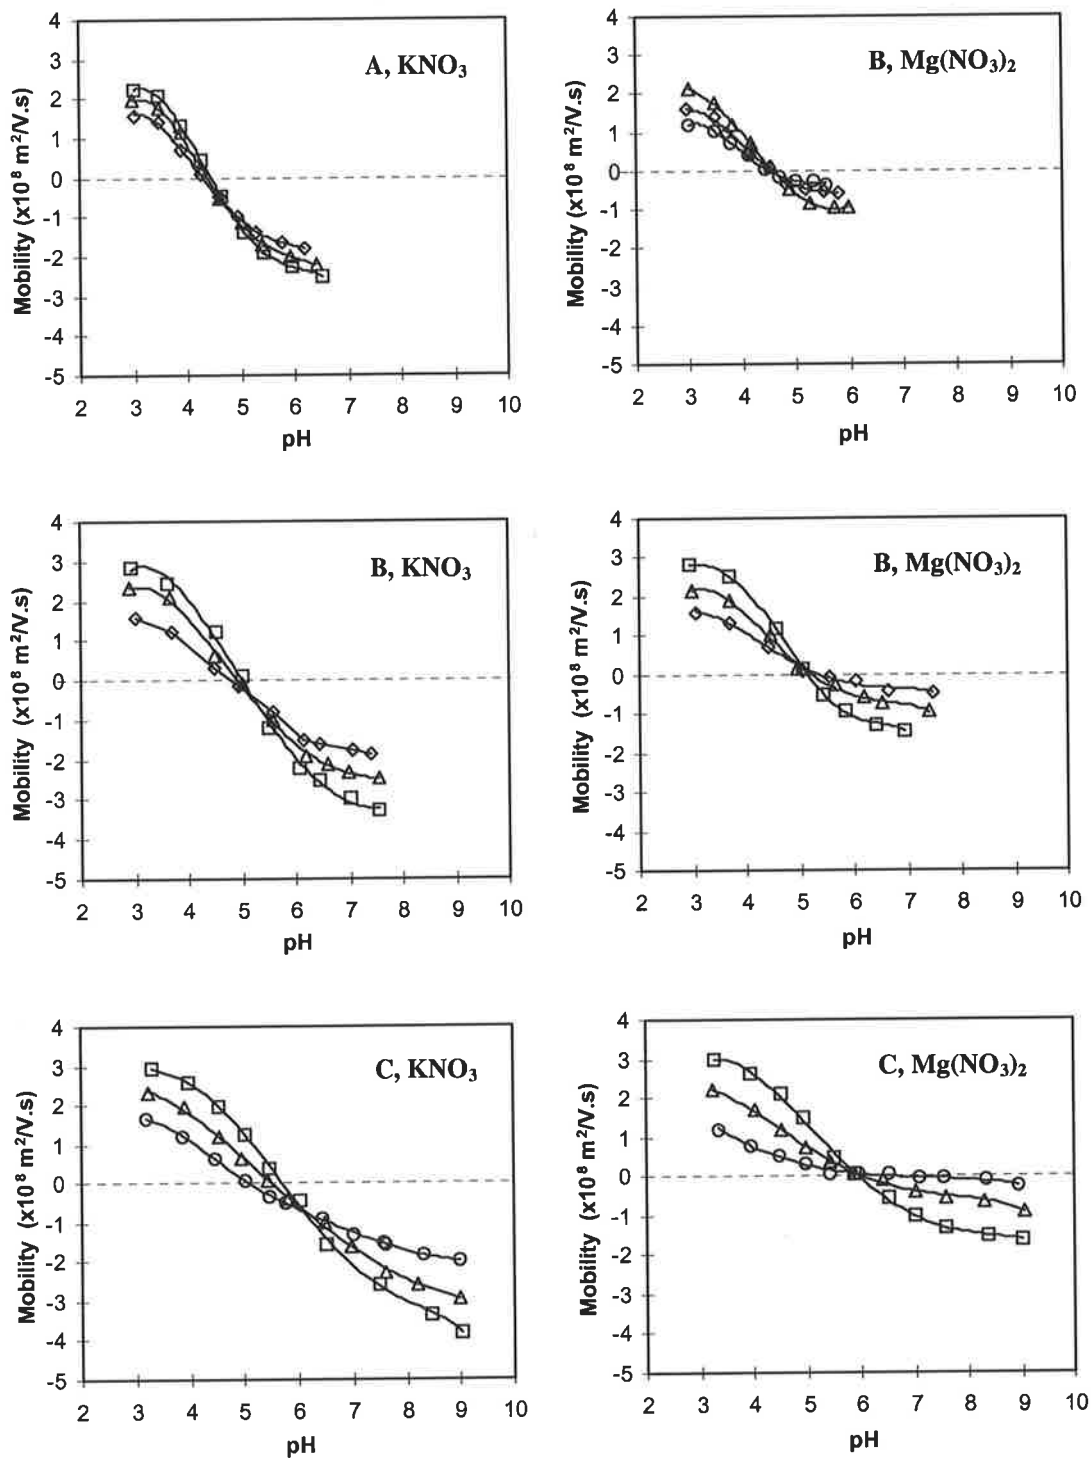 4
3
2
1
0
-1
-2
-3
-4
-5
Mobility (x10⁸ m²/V.s)
A, KNO₃
2 3 4 5 6 7 8 9 10
pH
4
3
2
1
0
-1
-2
-3
-4
-5
Mobility (x10⁸ m²/V.s)
B, Mg(NO₃)₂
2 3 4 5 6 7 8 9 10
pH
4
3
2
1
0
-1
-2
-3
-4
-5
Mobility (x10⁸ m²/V.s)
B, KNO₃
2 3 4 5 6 7 8 9 10
pH
4
3
2
1
0
-1
-2
-3
-4
-5
Mobility (x10⁸ m²/V.s)
B, Mg(NO₃)₂
2 3 4 5 6 7 8 9 10
pH
4
3
2
1
0
-1
-2
-3
-4
-5
Mobility (x10⁸ m²/V.s)
C, KNO₃
2 3 4 5 6 7 8 9 10
pH
4
3
2
1
0
-1
-2
-3
-4
-5
Mobility (x10⁸ m²/V.s)
C, Mg(NO₃)₂
2 3 4 5 6 7 8 9 10
pH